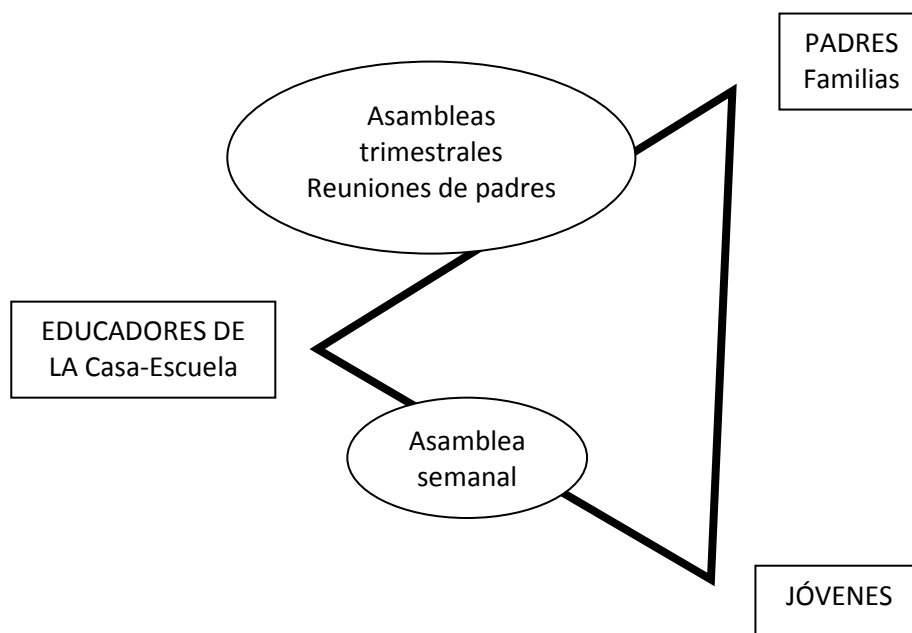 PADRES
Familias
Asambleas
trimestrales
Reuniones de padres
EDUCADORES DE
LA Casa-Escuela
Asamblea
semanal
JÓVENES